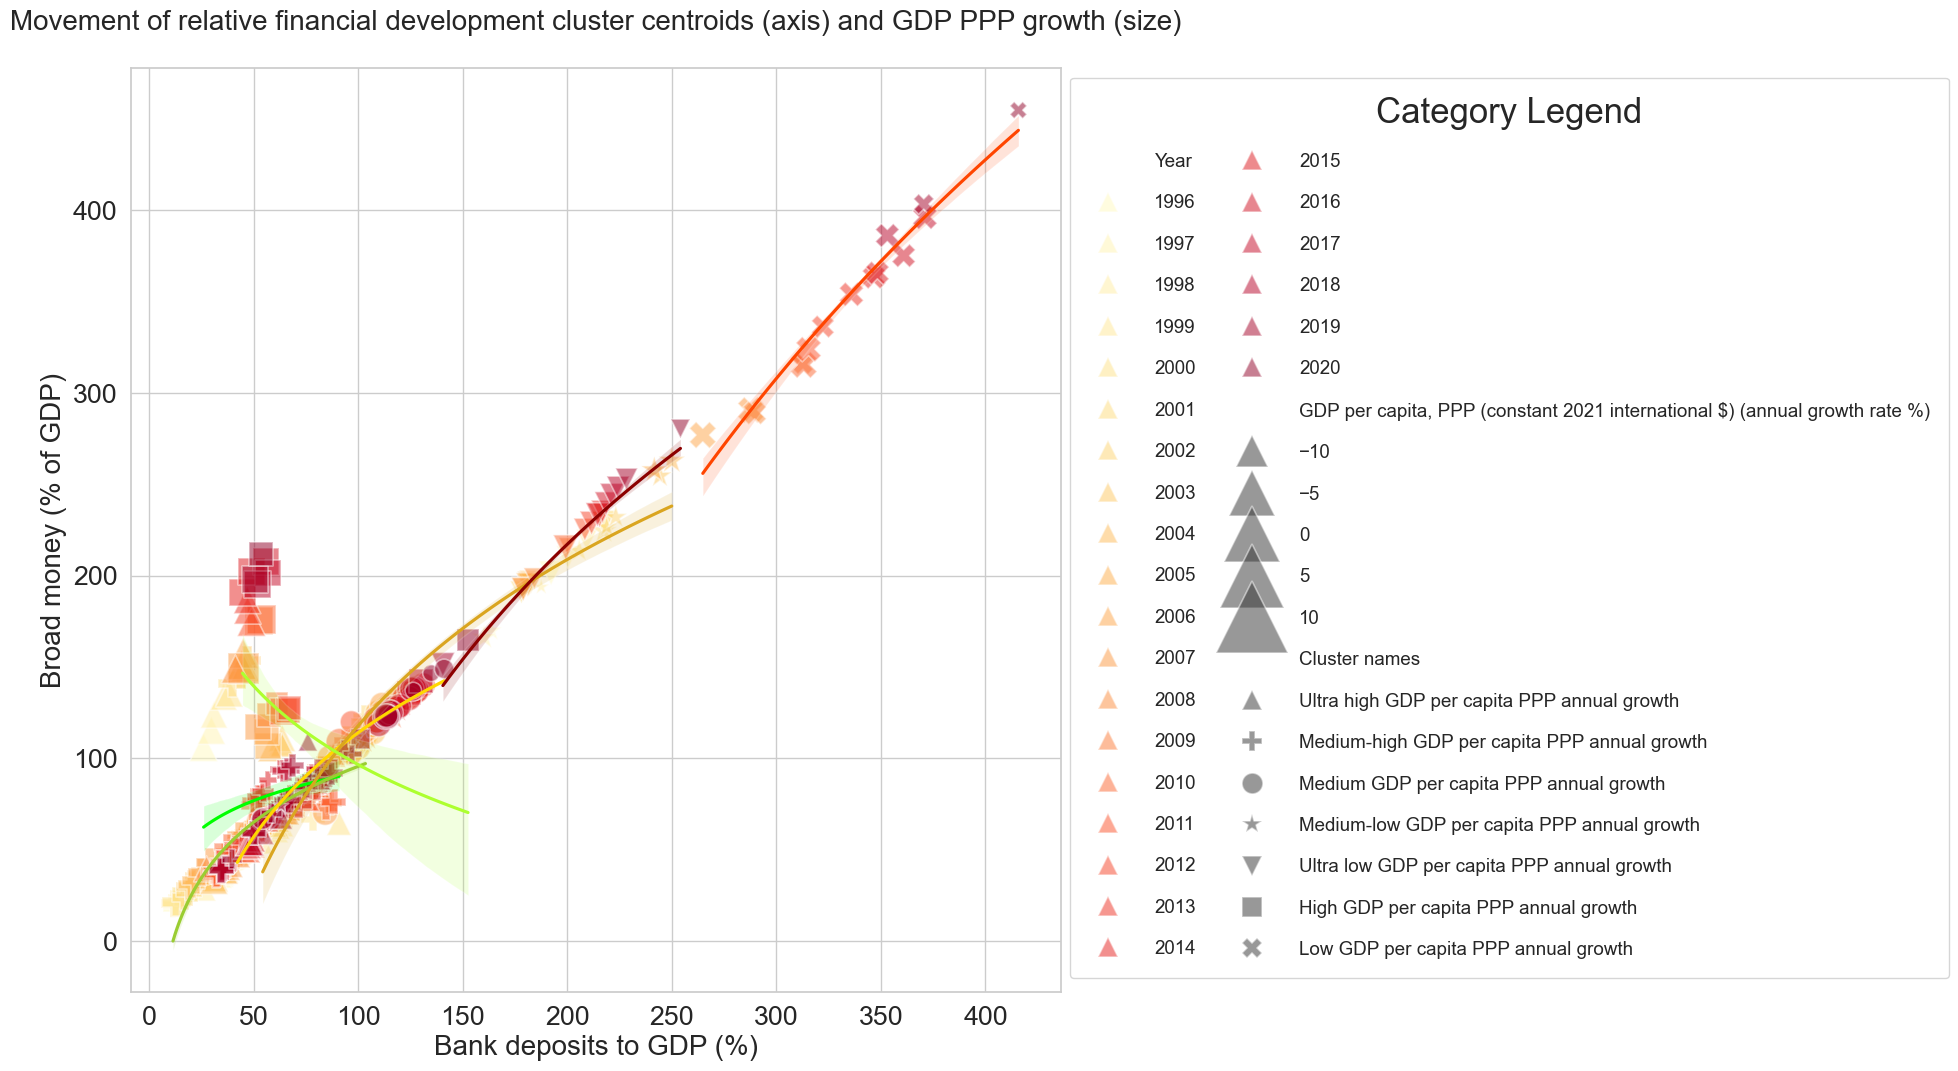 Movement of relative financial development cluster centroids (axis) and GDP PPP growth (size)
Broad money (% of GDP)
400
300
200
100
0
0 50 100 150 200 250 300 350 400
Bank deposits to GDP (%)
Category Legend
Year
1996
1997
1998
1999
2000
2001
2002
2003
2004
2005
2006
2007
2008
2009
2010
2011
2012
2013
2014
2015
2016
2017
2018
2019
2020
GDP per capita, PPP (constant 2021 international $) (annual growth rate %)
−10
−5
0
5
10
Cluster names
Ultra high GDP per capita PPP annual growth
Medium-high GDP per capita PPP annual growth
Medium GDP per capita PPP annual growth
Medium-low GDP per capita PPP annual growth
Ultra low GDP per capita PPP annual growth
High GDP per capita PPP annual growth
Low GDP per capita PPP annual growth